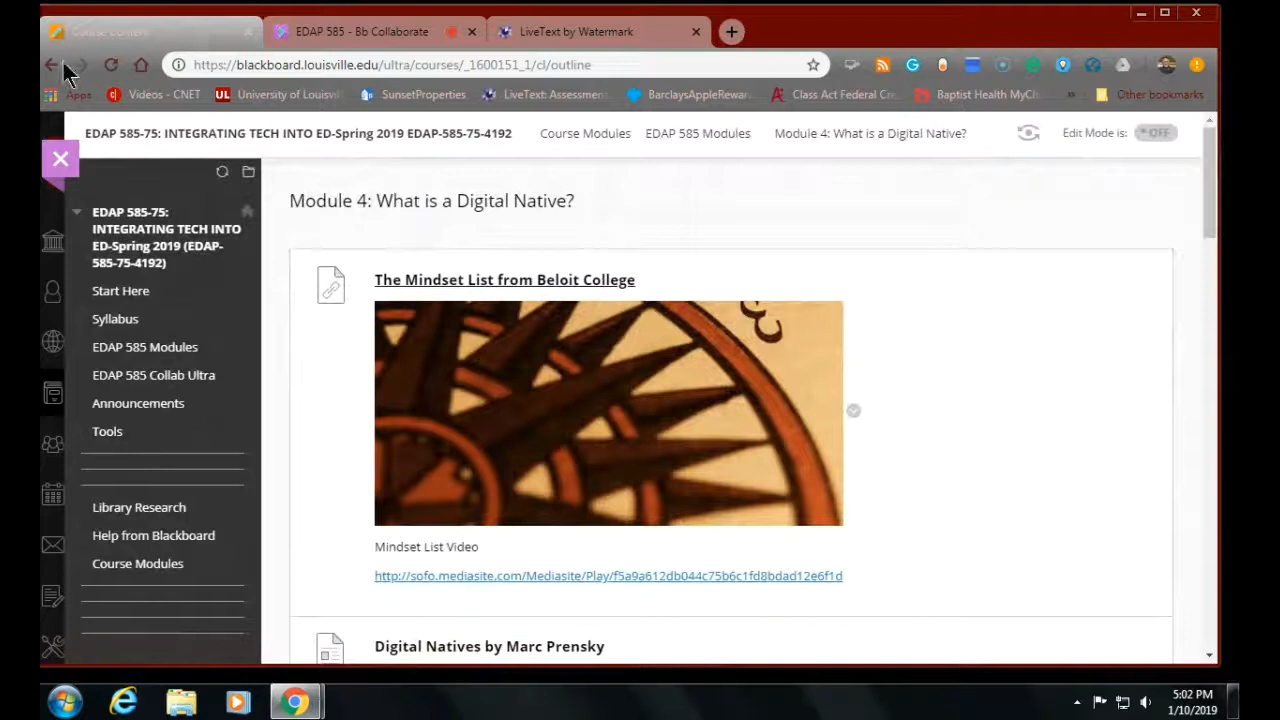 Course Content
EDAP 585 - Bb Collaborate
LiveText by Watermark
https://blackboard.louisville.edu/ultra/courses/_1600151_1/cl/outline
Apps
Videos - CNET
University of Louisvi
SunsetProperties
LiveText: Assessmen
BarclaysAppleRewar
Class Act Federal Cr
Baptist Health MyCh
»
Other bookmarks
EDAP 585-75: INTEGRATING TECH INTO ED-Spring 2019 EDAP-585-75-4192
Course Modules
EDAP 585 Modules
Module 4: What is a Digital Native?
Edit Mode is:
OFF
EDAP 585-75:
INTEGRATING TECH INTO
ED-Spring 2019 (EDAP-
585-75-4192)
Start Here
Syllabus
EDAP 585 Modules
EDAP 585 Collab Ultra
Announcements
Tools
Library Research
Help from Blackboard
Course Modules
Module 4: What is a Digital Native?
The Mindset List from Beloit College
Mindset List Video
http://sofo.mediasite.com/Mediasite/Play/f5a9a612db044c75b6c1fd8bdad12e6f1d
Digital Natives by Marc Prensky
5:02 PM
1/10/2019